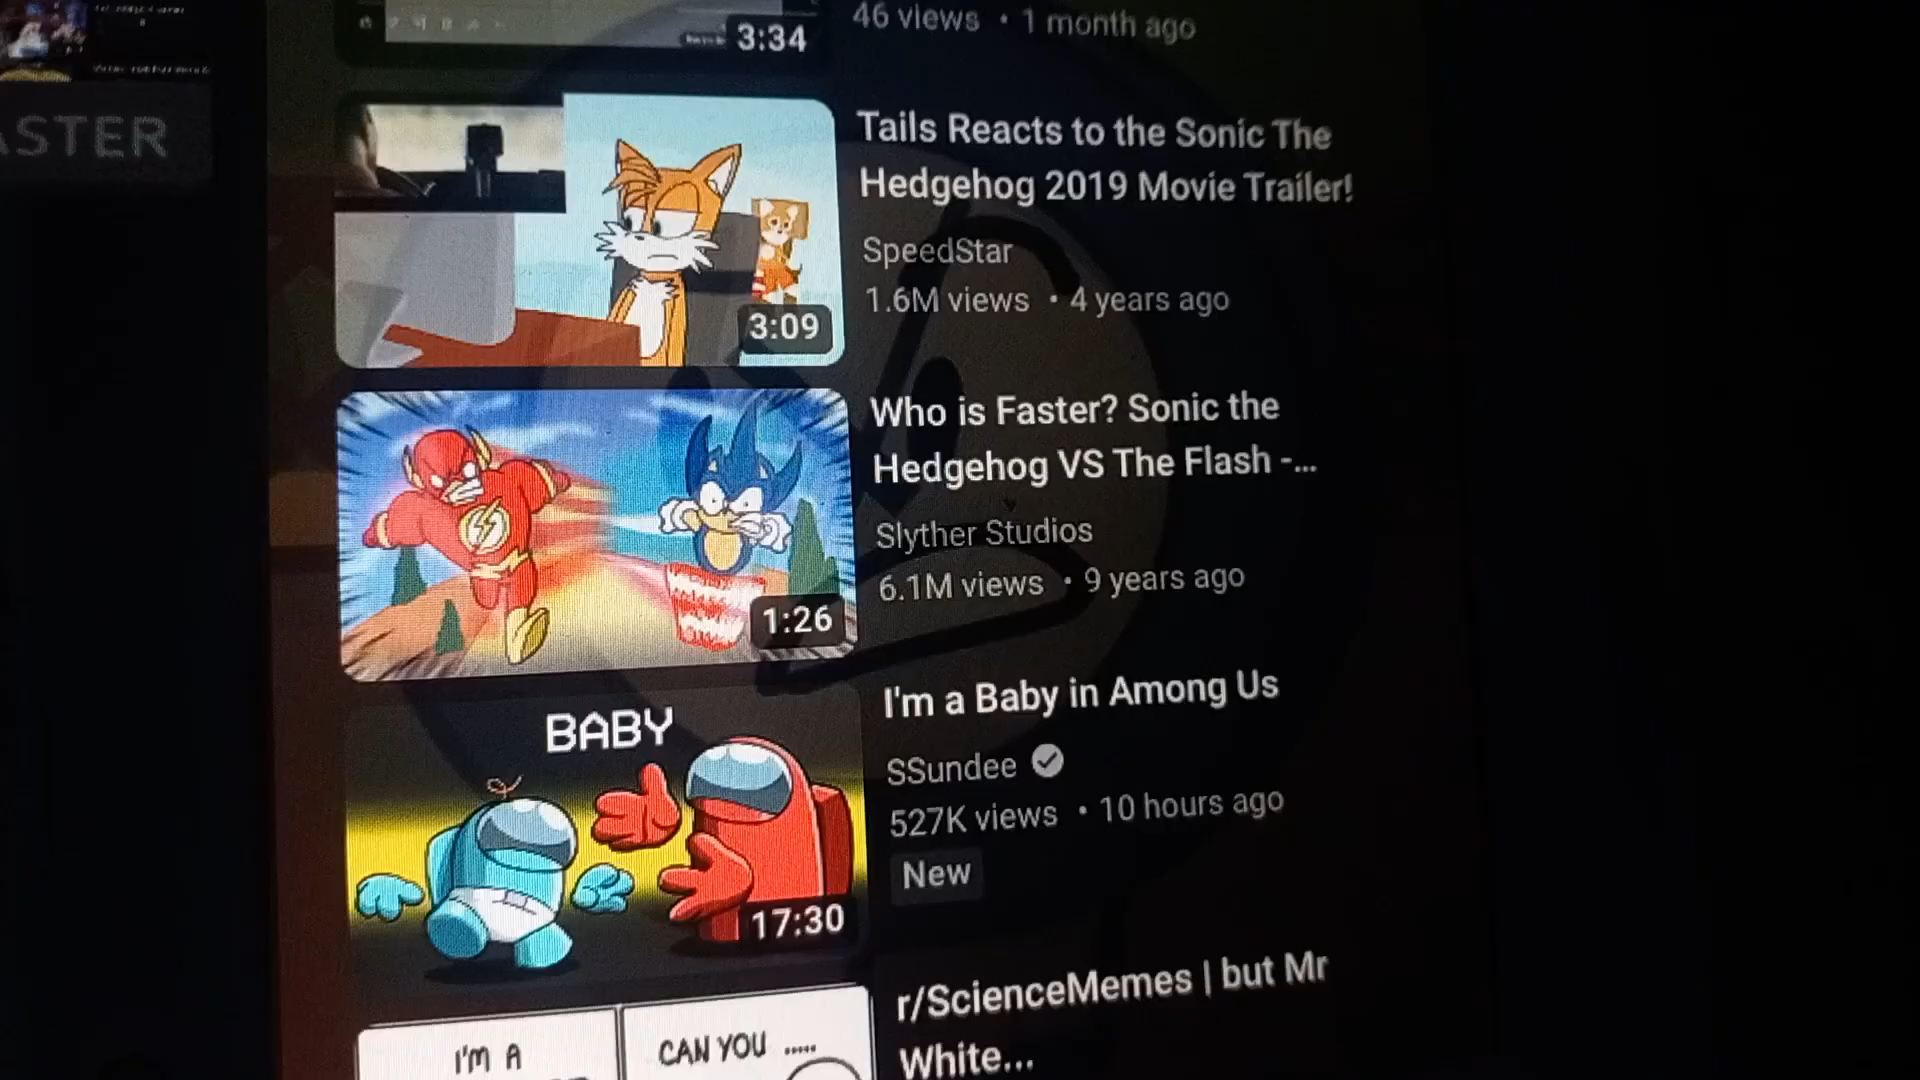 3:34
46 views • 1 month ago
ASTER
Tails Reacts to the Sonic The
Hedgehog 2019 Movie Trailer!
SpeedStar
1.6M views • 4 years ago
3:09
Who is Faster? Sonic the
Hedgehog VS The Flash -...
Slyther Studios
6.1M views • 9 years ago
1:26
BABY
I'm a Baby in Among Us
SSundee
527K views • 10 hours ago
New
17:30
r/ScienceMemes | but Mr
White...
I'M A
CAN YOU .....